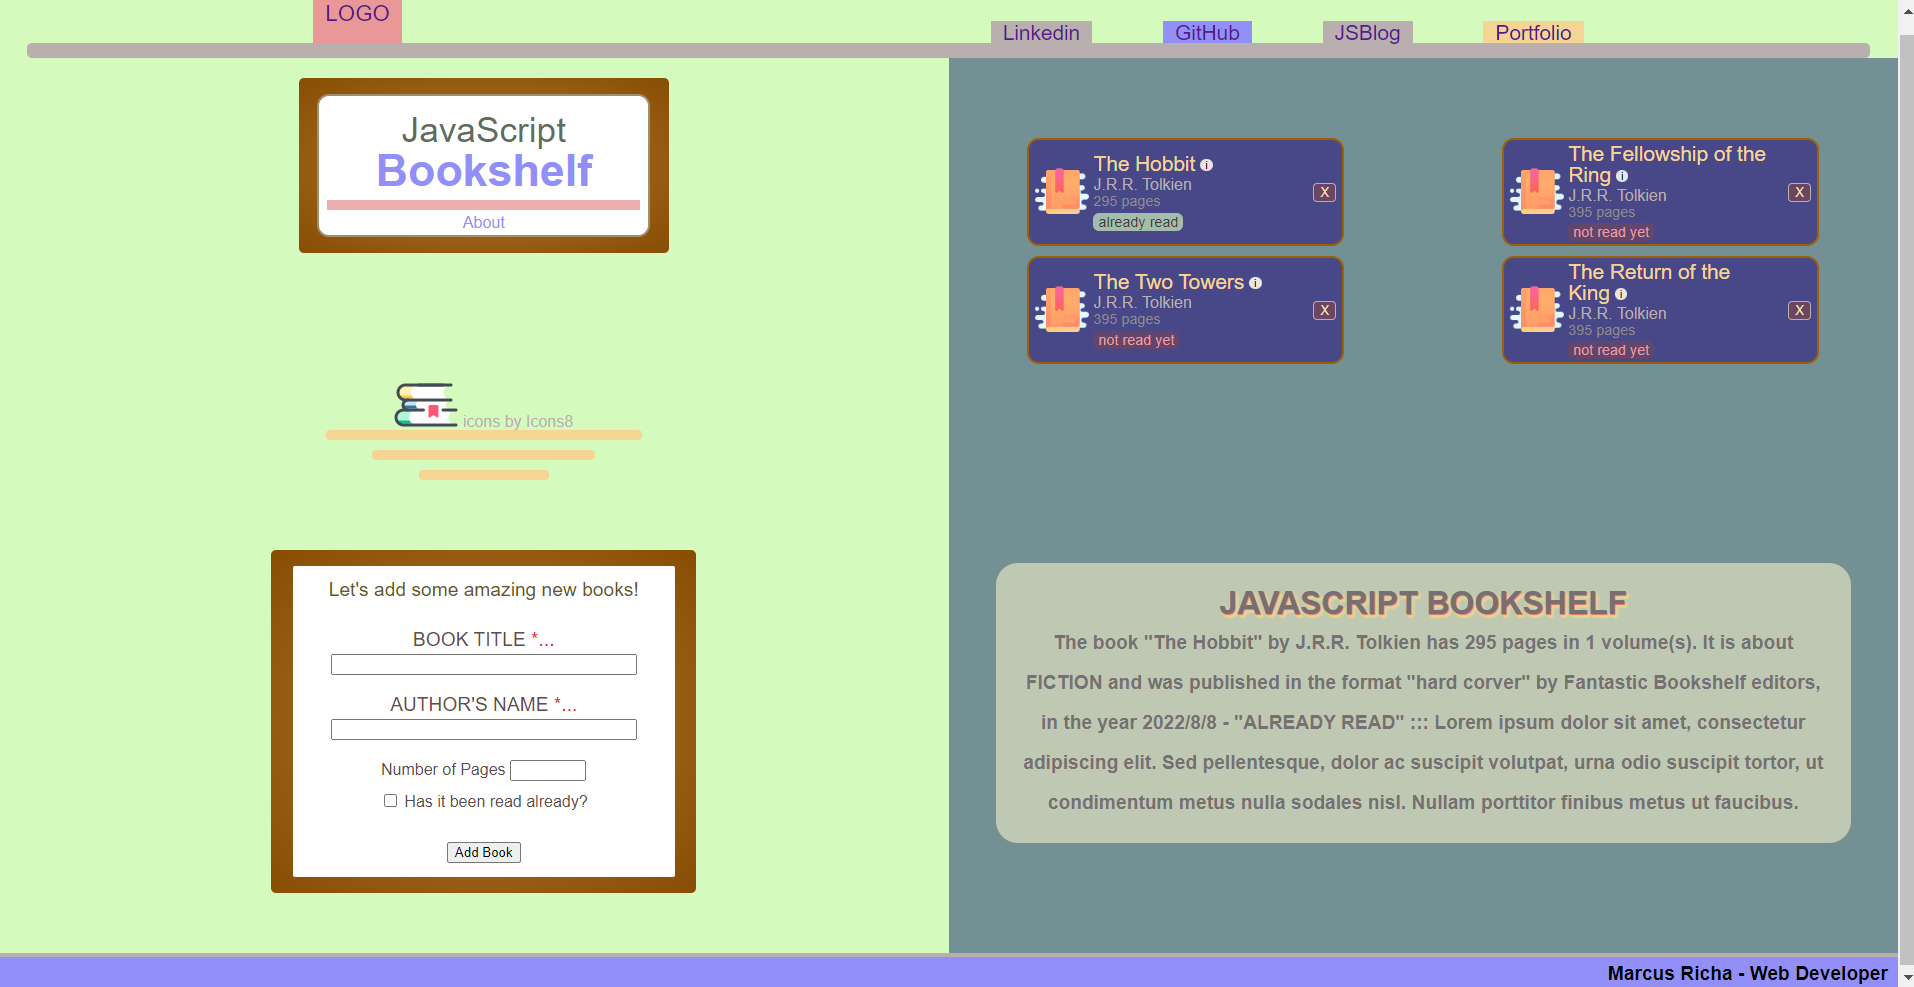 LOGO
Linkedin
GitHub
JSBlog
Portfolio
JavaScript
Bookshelf
About
icons by Icons8
Let's add some amazing new books!
BOOK TITLE *...
AUTHOR'S NAME *...
Number of Pages
Has it been read already?
Add Book
The Hobbit i
J.R.R. Tolkien
295 pages
already read
X
The Fellowship of the
Ring i
J.R.R. Tolkien
395 pages
not read yet
X
The Two Towers i
J.R.R. Tolkien
395 pages
not read yet
X
The Return of the
King i
J.R.R. Tolkien
395 pages
not read yet
X
JAVASCRIPT BOOKSHELF
The book "The Hobbit" by J.R.R. Tolkien has 295 pages in 1 volume(s). It is about
FICTION and was published in the format "hard corver" by Fantastic Bookshelf editors,
in the year 2022/8/8 - "ALREADY READ" ::: Lorem ipsum dolor sit amet, consectetur
adipiscing elit. Sed pellentesque, dolor ac suscipit volutpat, urna odio suscipit tortor, ut
condimentum metus nulla sodales nisl. Nullam porttitor finibus metus ut faucibus.
Marcus Richa - Web Developer